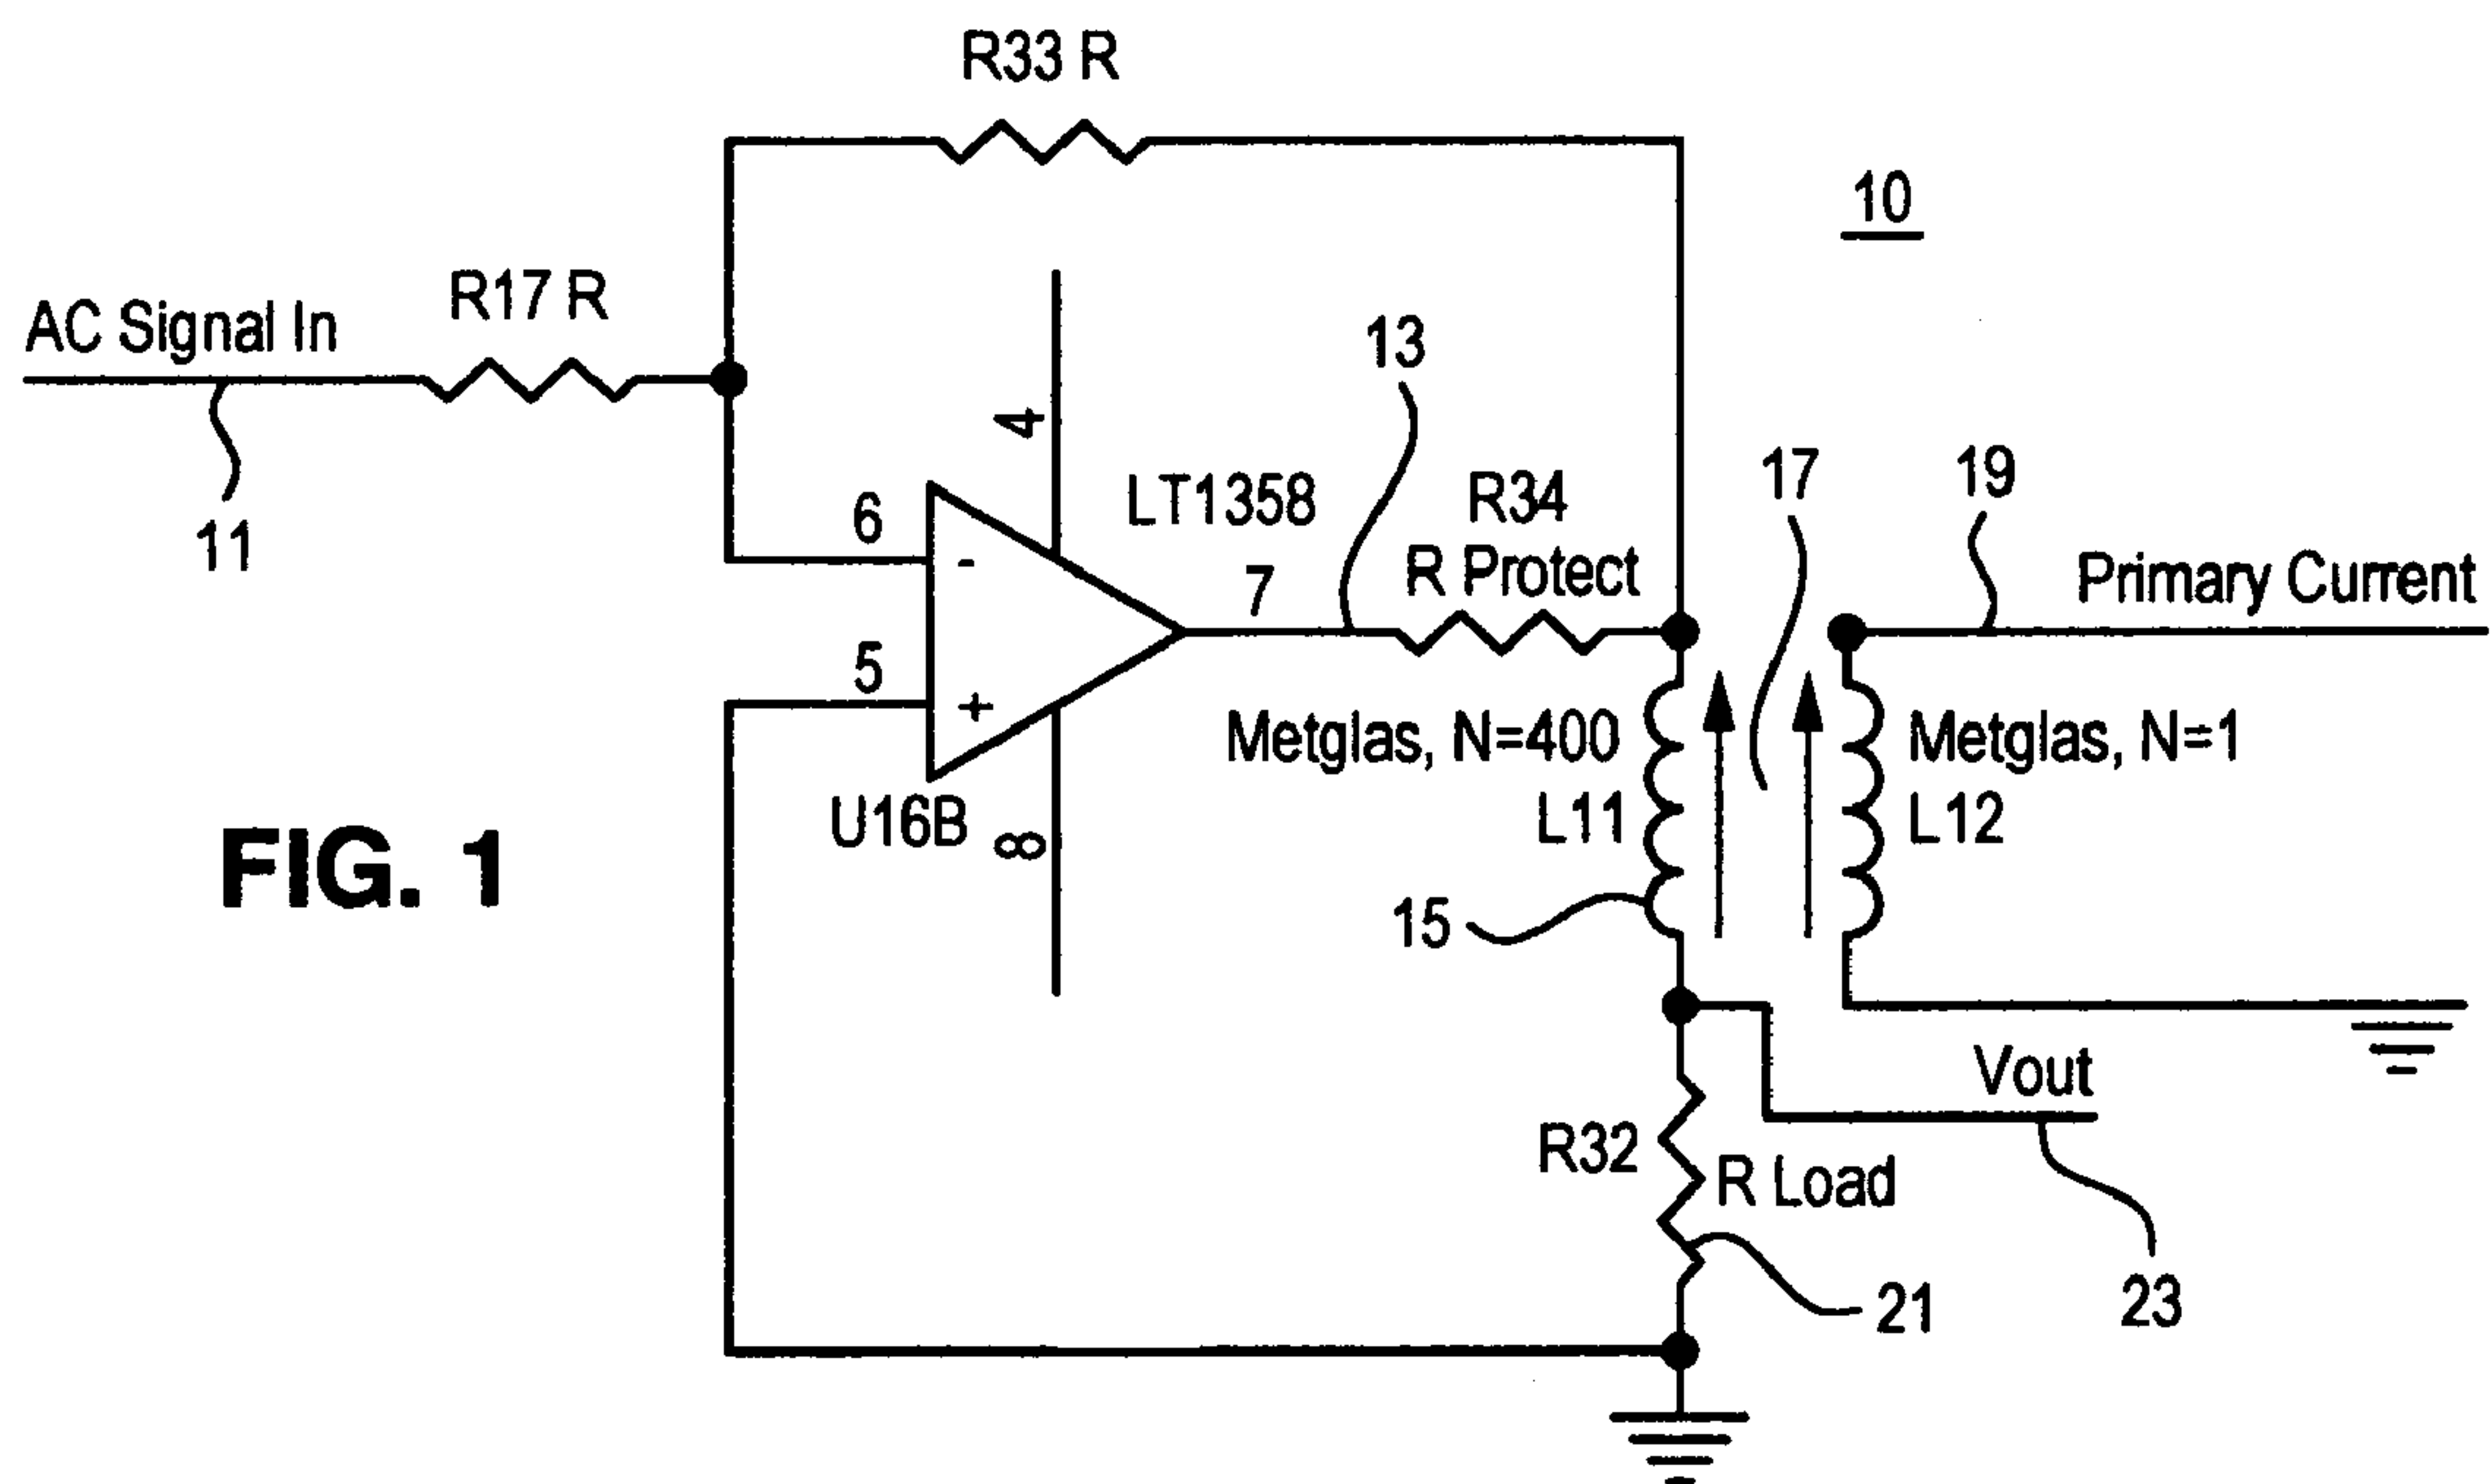 R33 R
10
R17 R
AC Signal In
11
13
4
LT1358
R34
R Protect
17
19
6
-
7
Primary Current
5
+
Metglas, N=400
L11
Metglas, N=1
L12
U16B
8
FIG. 1
15
Vout
R32
R Load
21
23